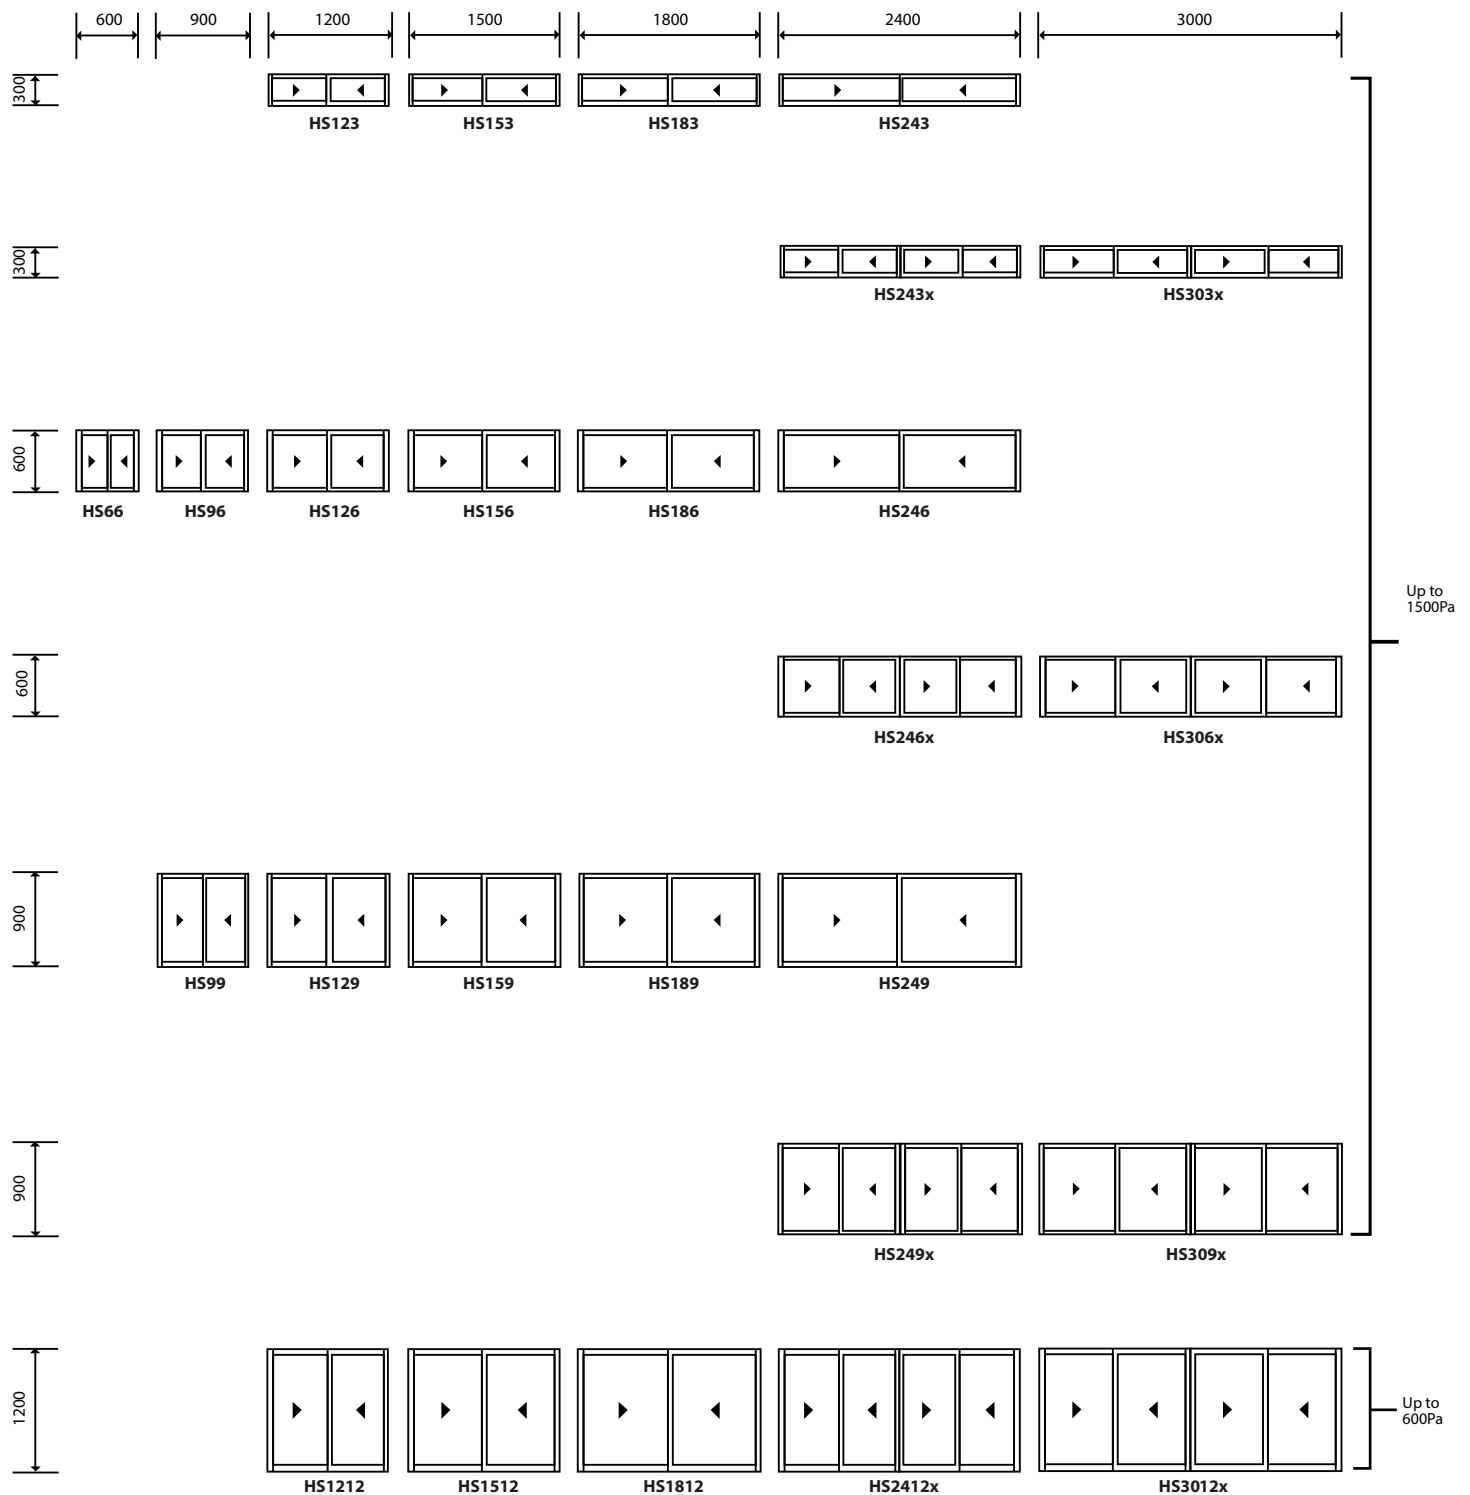 600 900 1200 1500 1800 2400 3000
300
HS123 HS153 HS183 HS243
300
HS243x HS303x
600
HS66 HS96 HS126 HS156 HS186 HS246
Up to
1500Pa
600
HS246x HS306x
900
HS99 HS129 HS159 HS189 HS249
900
HS249x HS309x
1200
Up to
600Pa
HS1212 HS1512 HS1812 HS2412x HS3012x